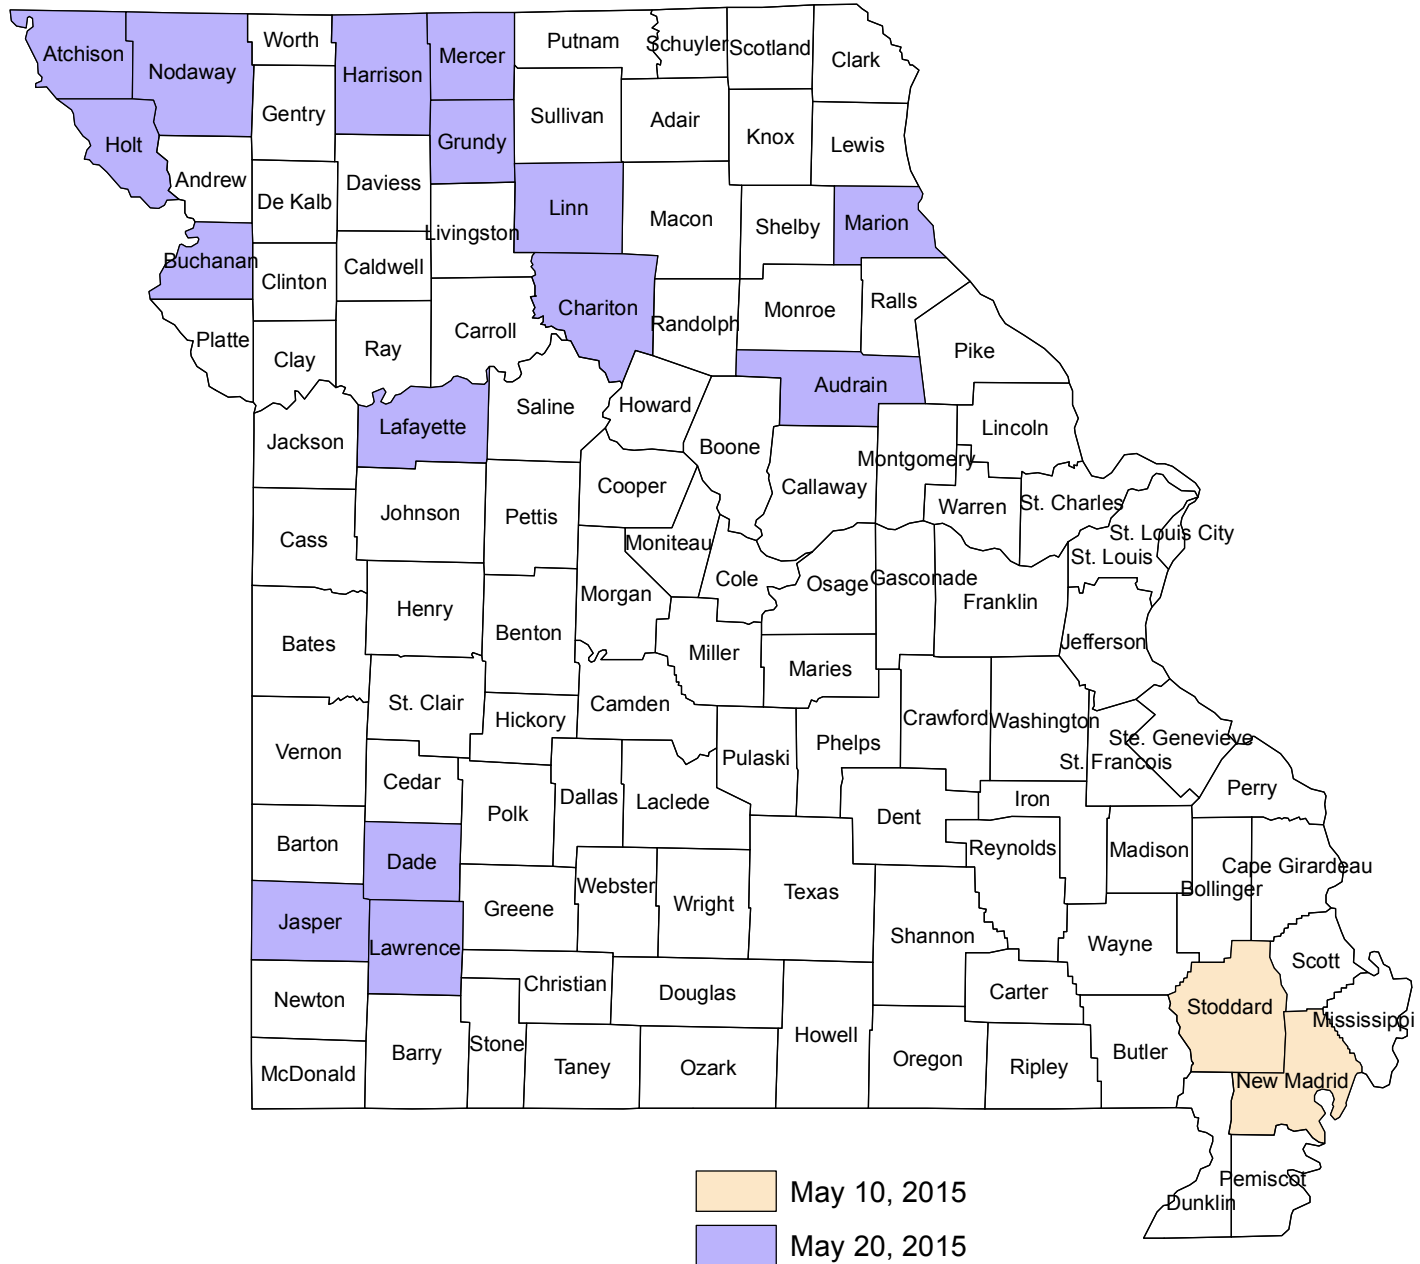 Atchison
Nodaway
Worth
Harrison
Mercer
Putnam
Schuyler
Scotland
Clark
Holt
Gentry
Grundy
Sullivan
Adair
Knox
Lewis
Andrew
De Kalb
Daviess
Livingston
Linn
Macon
Shelby
Marion
Buchanan
Clinton
Caldwell
Chariton
Randolph
Monroe
Ralls
Platte
Clay
Ray
Carroll
Pike
Audrain
Jackson
Lafayette
Saline
Howard
Boone
Lincoln
Montgomery
Callaway
Cooper
Cass
Johnson
Pettis
Warren
St. Charles
St. Louis City
St. Louis
Moniteau
Cole
Osage
Gasconade
Franklin
Morgan
Henry
Benton
Bates
Miller
Maries
Jefferson
St. Clair
Hickory
Camden
Vernon
Pulaski
Phelps
Crawford
Washington
Ste. Genevieve
St. Francois
Cedar
Polk
Dallas
Laclede
Dent
Iron
Perry
Barton
Dade
Reynolds
Madison
Cape Girardeau
Bollinger
Jasper
Lawrence
Greene
Webster
Wright
Texas
Shannon
Wayne
Scott
Newton
Christian
Douglas
Carter
Stoddard
Mississippi
McDonald
Barry
Stone
Taney
Ozark
Howell
Oregon
Ripley
Butler
New Madrid
Pemiscot
Dunklin
May 10, 2015
May 20, 2015